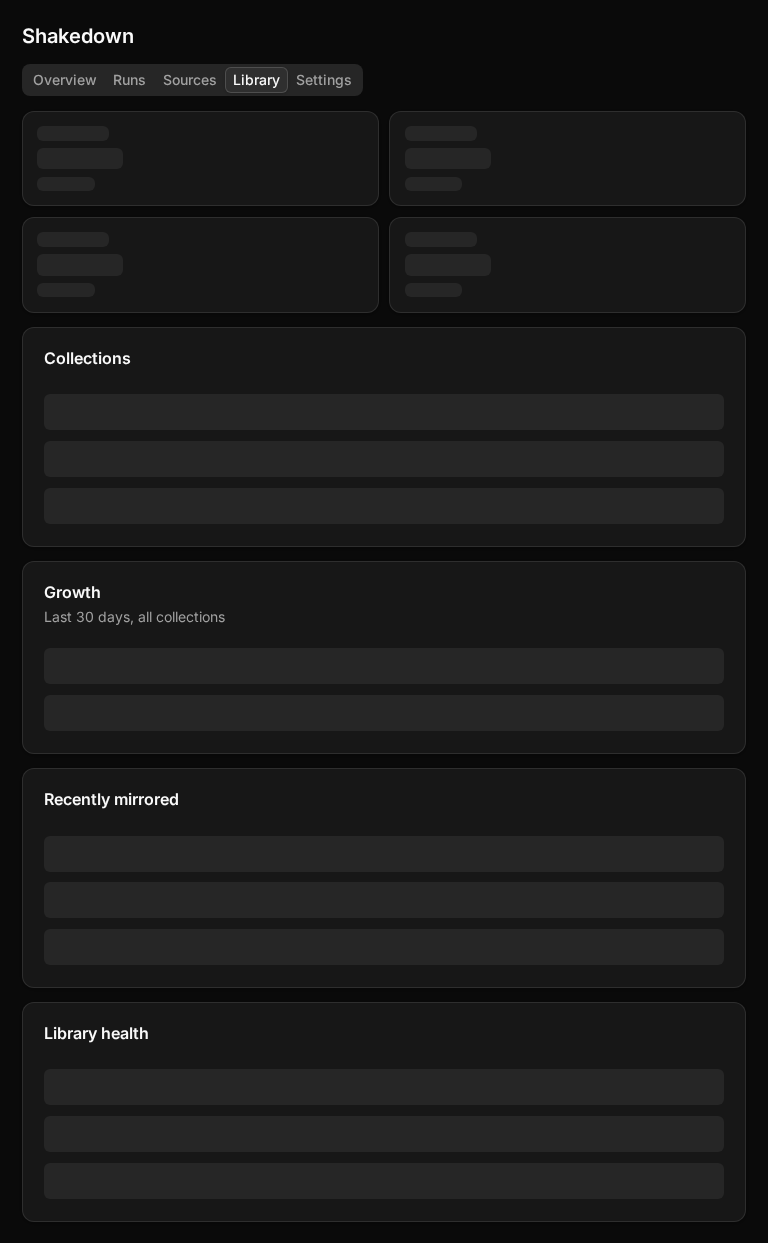 Shakedown
Overview Runs Sources Library Settings
Collections
Growth
Last 30 days, all collections
Recently mirrored
Library health